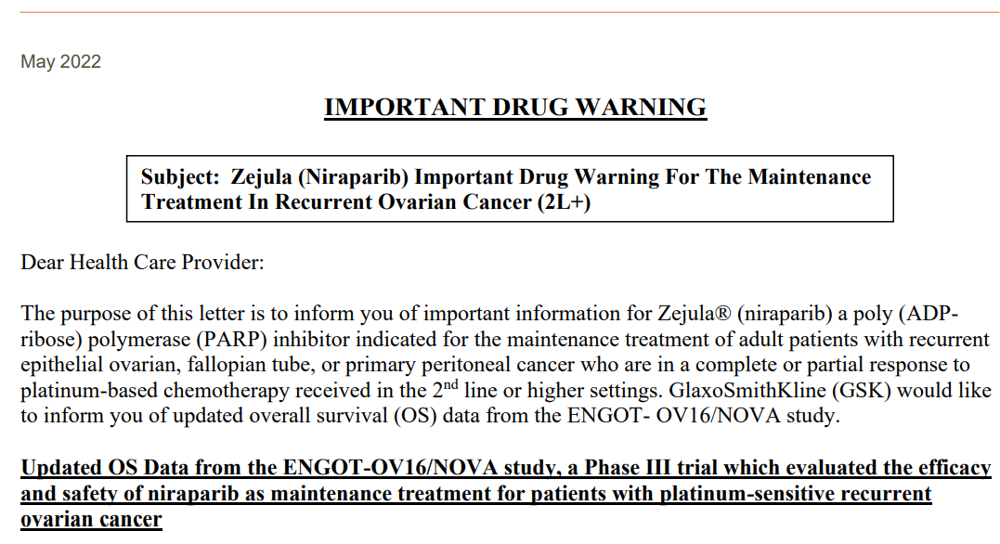 May 2022
IMPORTANT DRUG WARNING
Subject:  Zejula (Niraparib) Important Drug Warning For The Maintenance
Treatment In Recurrent Ovarian Cancer (2L+)
Dear Health Care Provider:
The purpose of this letter is to inform you of important information for Zejula® (niraparib) a poly (ADP-
ribose) polymerase (PARP) inhibitor indicated for the maintenance treatment of adult patients with recurrent
epithelial ovarian, fallopian tube, or primary peritoneal cancer who are in a complete or partial response to
platinum-based chemotherapy received in the 2nd line or higher settings. GlaxoSmithKline (GSK) would like
to inform you of updated overall survival (OS) data from the ENGOT- OV16/NOVA study.
Updated OS Data from the ENGOT-OV16/NOVA study, a Phase III trial which evaluated the efficacy
and safety of niraparib as maintenance treatment for patients with platinum-sensitive recurrent
ovarian cancer